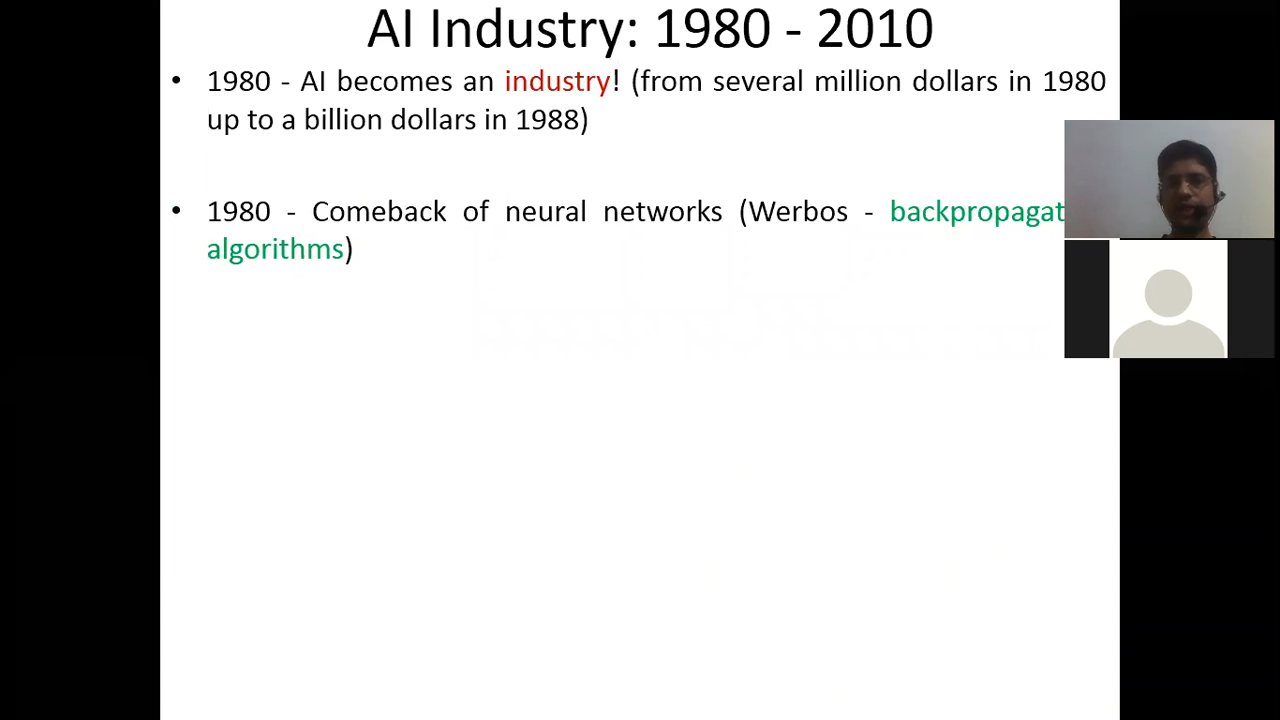 AI Industry: 1980 - 2010
• 1980 - AI becomes an industry! (from several million dollars in 1980
up to a billion dollars in 1988)
• 1980 - Comeback of neural networks (Werbos - backpropagat
algorithms)